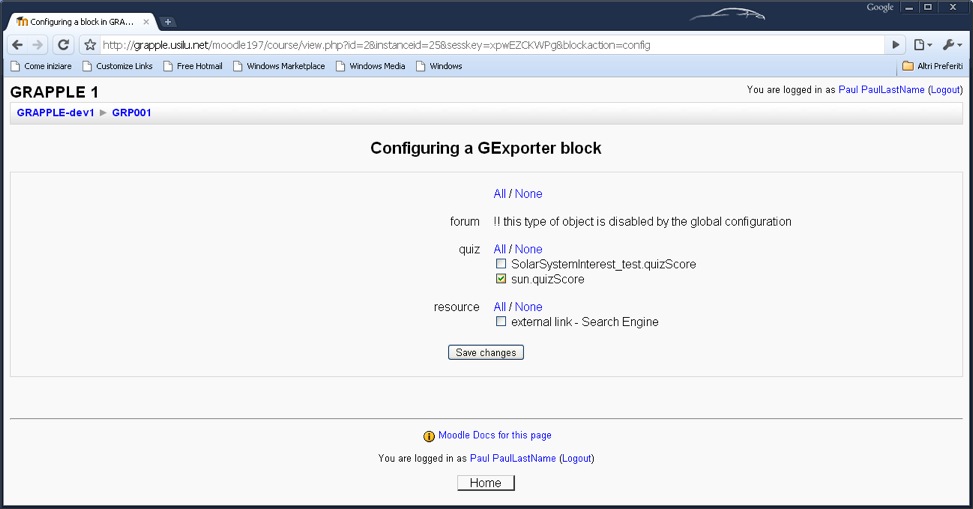 Configuring a block in GRA...
Google
http://grapple.usilu.net/moodle197/course/view.php?id=2&instanceid=25&sesskey=xpwEZCKWPg&blockaction=config
Come iniziare Customize Links Free Hotmail Windows Marketplace Windows Media Windows Altri Preferiti
GRAPPLE 1
You are logged in as Paul PaulLastName (Logout)
GRAPPLE-dev1 ► GRP001
Configuring a GExporter block
All / None
forum !! this type of object is disabled by the global configuration
quiz All / None
SolarSystemInterest_test.quizScore
sun.quizScore
resource All / None
external link - Search Engine
Save changes
Moodle Docs for this page
You are logged in as Paul PaulLastName (Logout)
Home